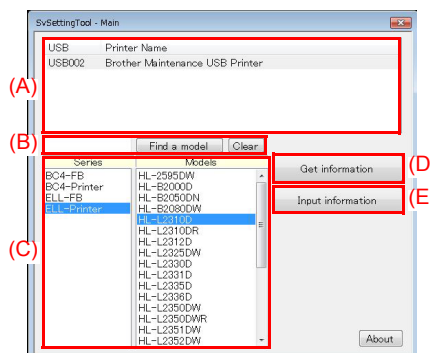 SvSettingTool - Main
USB Printer Name
USB002 Brother Maintenance USB Printer
(A)
(B) Find a model Clear
Series Models
BC4-FB
BC4-Printer
ELL-FB
ELL-Printer
HL-2595DW
HL-B2000D
HL-B2050DN
HL-B2080DW
HL-L2310D
HL-L2310DR
HL-L2312D
HL-L2325DW
HL-L2330D
HL-L2331D
HL-L2335D
HL-L2336D
HL-L2350DW
HL-L2350DWR
HL-L2351DW
HL-L2352DW
(C)
Get information (D
Input information (E
About